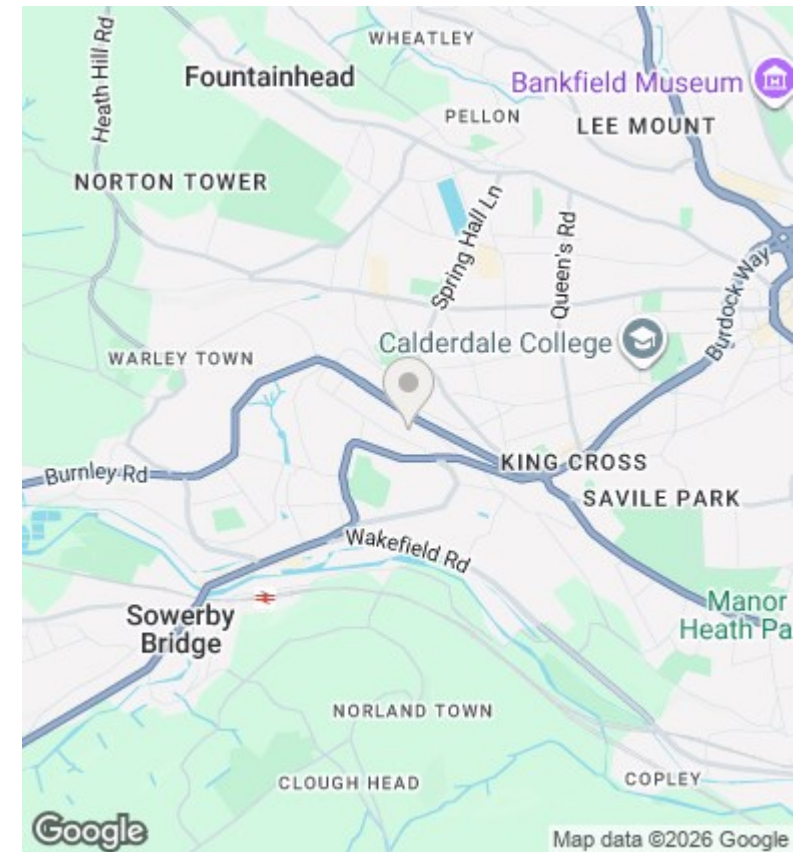 WHEATLEY
Heath Hill Rd
Fountainhead
Bankfield Museum
PELLON
LEE MOUNT
NORTON TOWER
Spring Hall Ln
Queen's Rd
Burdock Way
Calderdale College
WARLEY TOWN
KING CROSS
Burnley Rd
SAVILE PARK
Wakefield Rd
Sowerby
Bridge
Manor
Heath Pa
NORLAND TOWN
CLOUGH HEAD
COPLEY
Google
Map data ©2026 Google